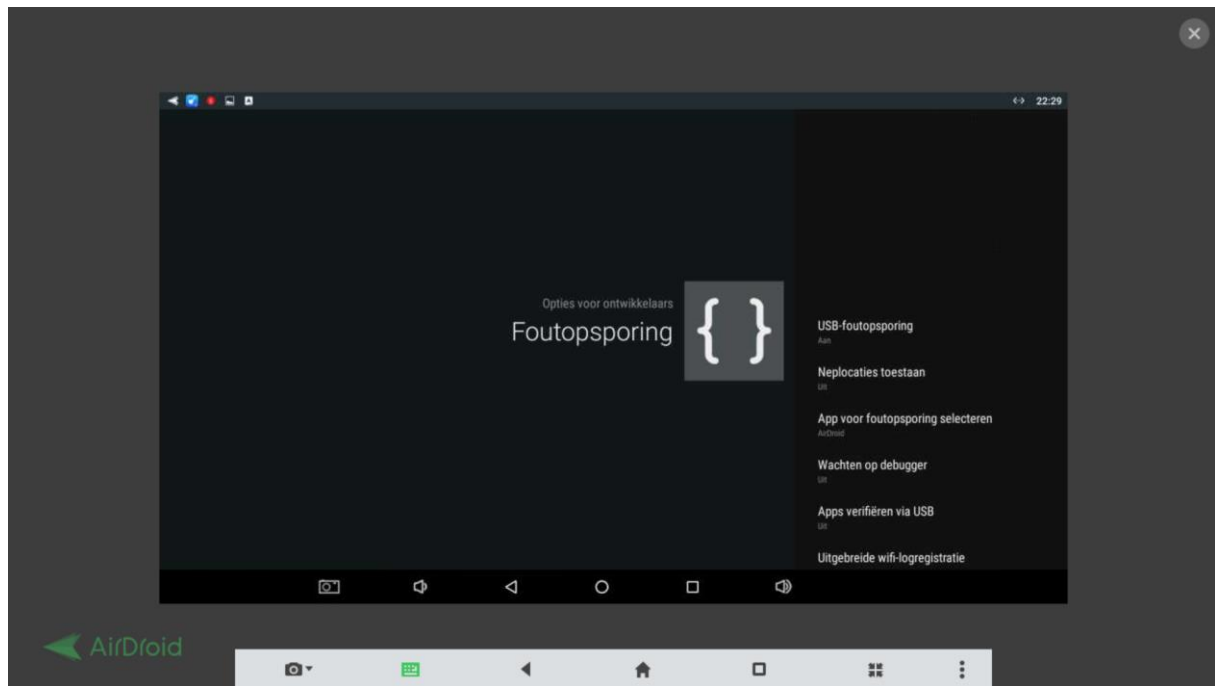 22:29
Opties voor ontwikkelaars
Foutopsporing
{ }
USB-foutopsporing
Aan
Neplocaties toestaan
Uit
App voor foutopsporing selecteren
AirDroid
Wachten op debugger
Uit
Apps verifiëren via USB
Uit
Uitgebreide wifi-logregistratie
AirDroid